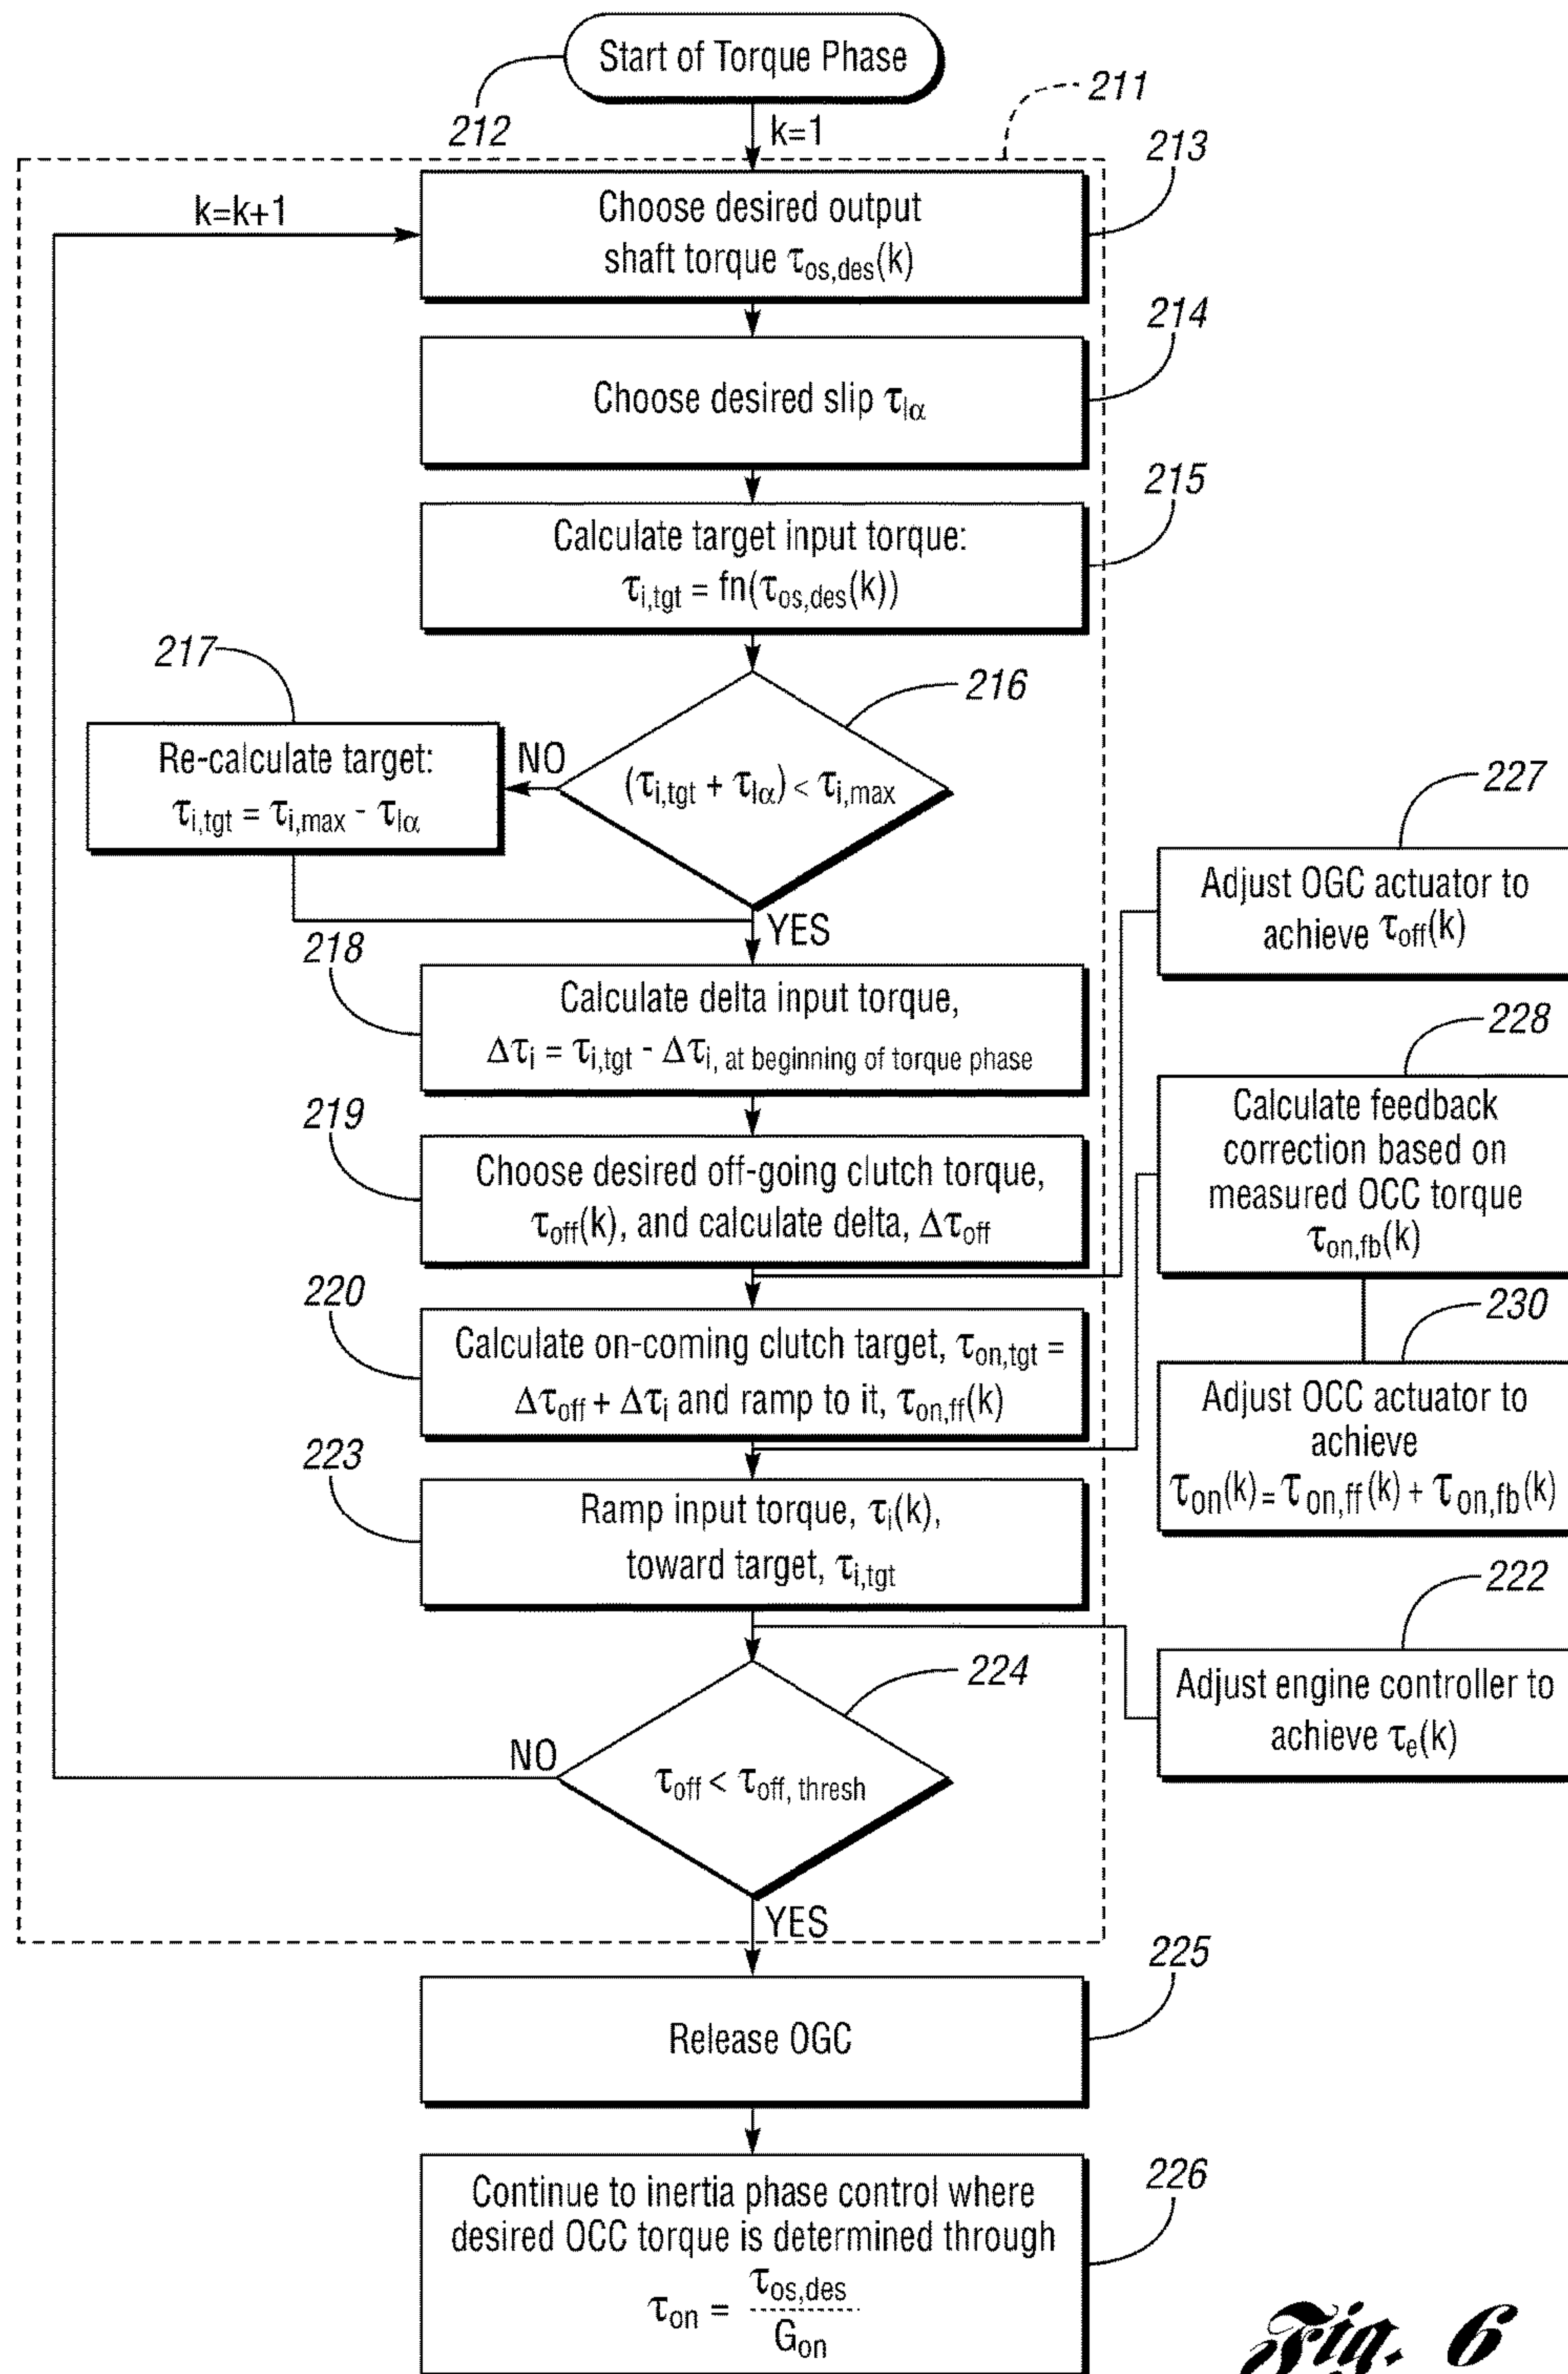 Start of Torque Phase
212
k=1
211
213
k=k+1
Choose desired output
shaft torque τos,des(k)
214
Choose desired slip τIα
215
Calculate target input torque:
τi,tgt = fn(τos,des(k))
217
216
Re-calculate target:
τi,tgt = τi,max - τIα
NO
(τi,tgt + τIα) < τi,max
YES
227
Adjust OGC actuator to
achieve τoff(k)
218
Calculate delta input torque,
Δτi = τi,tgt - Δτi, at beginning of torque phase
228
Calculate feedback
correction based on
measured OCC torque
τon,fb(k)
219
Choose desired off-going clutch torque,
τoff(k), and calculate delta, Δτoff
220
Calculate on-coming clutch target, τon,tgt =
Δτoff + Δτi and ramp to it, τon,ff(k)
230
Adjust OCC actuator to
achieve
τon(k) = τon,ff(k) + τon,fb(k)
223
Ramp input torque, τi(k),
toward target, τi,tgt
222
Adjust engine controller to
achieve τe(k)
224
NO
τoff < τoff, thresh
YES
225
Release OGC
226
Continue to inertia phase control where
desired OCC torque is determined through
τon = τos,des
Gon
Fig. 6